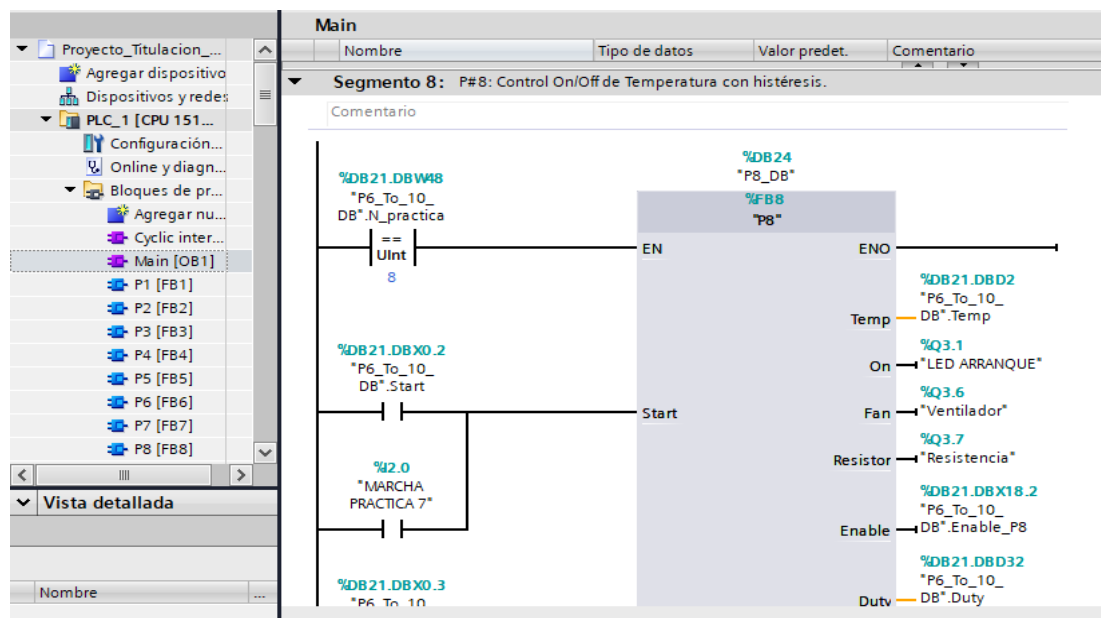 Proyecto_Titulacion_...
Agregar dispositivo
Dispositivos y redes
PLC_1 [CPU 151...
Configuración...
Online y diagn...
Bloques de pr...
Agregar nu...
Cyclic inter...
Main [OB1]
P1 [FB1]
P2 [FB2]
P3 [FB3]
P4 [FB4]
P5 [FB5]
P6 [FB6]
P7 [FB7]
P8 [FB8]
Vista detallada
Nombre
...
Main
Nombre Tipo de datos Valor predet. Comentario
Segmento 8: P#8: Control On/Off de Temperatura con histéresis.
Comentario
%DB21.DBW48
"P6_To_10_
DB".N_practica
==
UInt
8
%DB24
"P8_DB"
%FB8
"P8"
EN ENO
%DB21.DBD2
"P6_To_10_
Temp DB".Temp
%Q3.1
On "LED ARRANQUE"
%DB21.DBX0.2
"P6_To_10_
DB".Start
Start
%Q3.6
Fan "Ventilador"
%Q3.7
Resistor "Resistencia"
%I2.0
"MARCHA
PRACTICA 7"
%DB21.DBX18.2
"P6_To_10_
Enable DB".Enable_P8
%DB21.DBD32
"P6_To_10_
Duty DB".Duty
%DB21.DBX0.3
"P6_To_10_